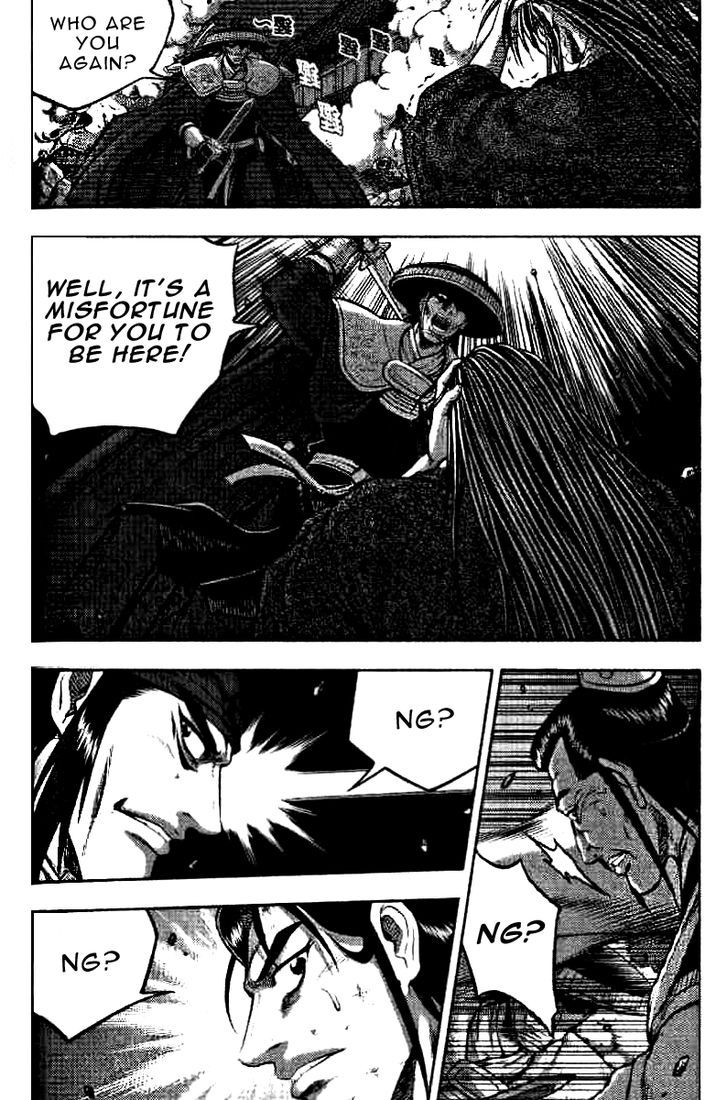 WHO ARE
YOU
AGAIN?
WELL, IT'S A
MISFORTUNE
FOR YOU TO
BE HERE!
NG?
NG?
NG?